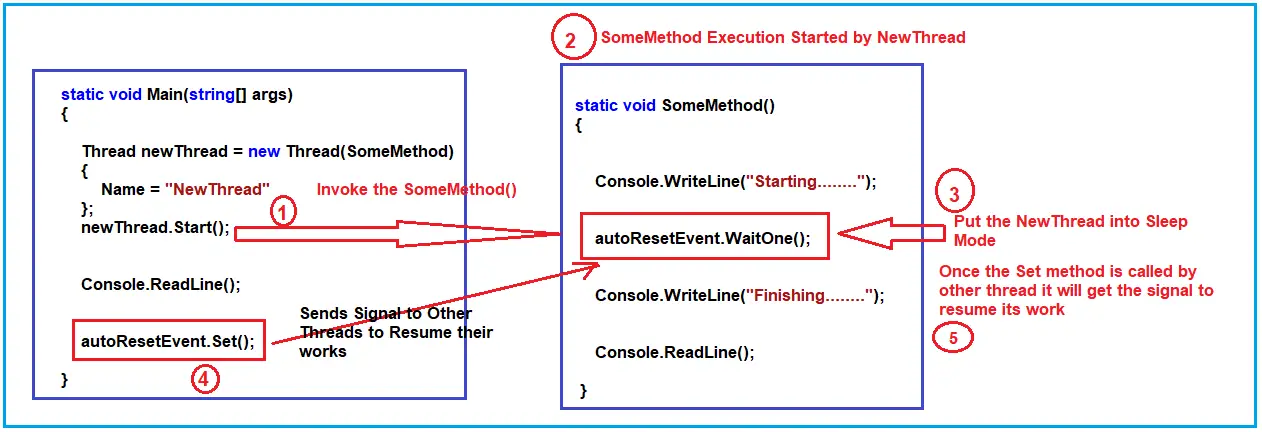 2 SomeMethod Execution Started by NewThread
static void Main(string[] args)
{
Thread newThread = new Thread(SomeMethod)
{
Name = "NewThread"
};
newThread.Start();
1
Invoke the SomeMethod()
Console.ReadLine();
autoResetEvent.Set();
4
}
Sends Signal to Other
Threads to Resume their
works
static void SomeMethod()
{
Console.WriteLine("Starting........");
autoResetEvent.WaitOne();
Console.WriteLine("Finishing........");
Console.ReadLine();
}
3
Put the NewThread into Sleep
Mode
Once the Set method is called by
other thread it will get the signal to
resume its work
5